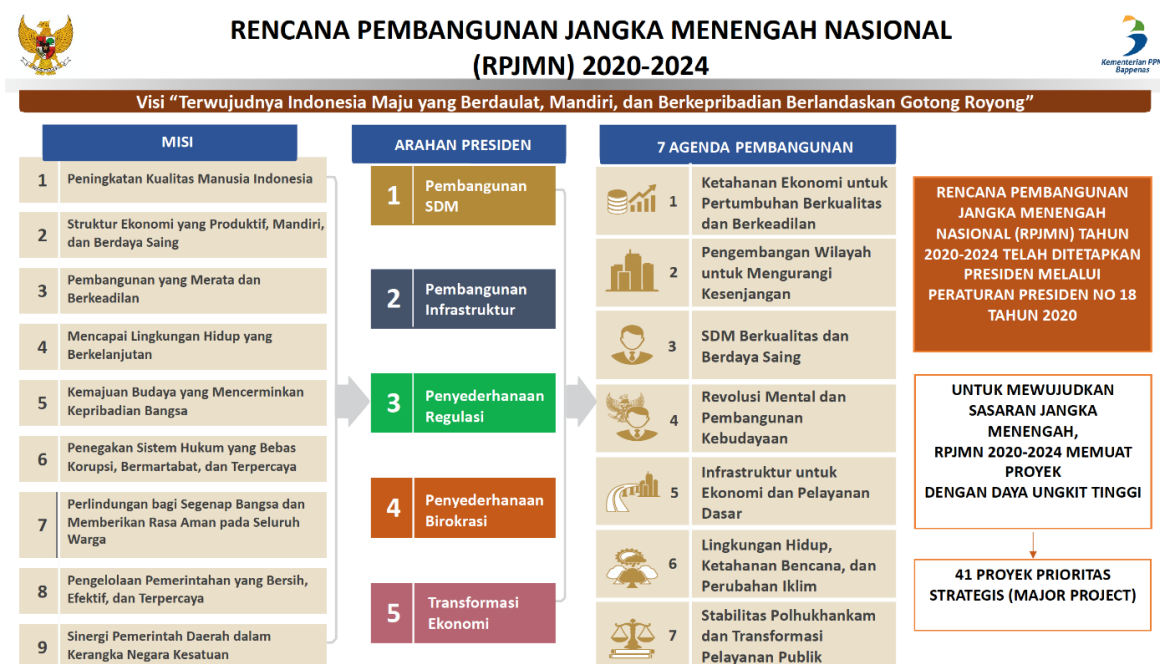 RENCANA PEMBANGUNAN JANGKA MENENGAH NASIONAL
(RPJMN) 2020-2024
Kementerian PPN
Bappenas
Visi “Terwujudnya Indonesia Maju yang Berdaulat, Mandiri, dan Berkepribadian Berlandaskan Gotong Royong”
MISI
1
Peningkatan Kualitas Manusia Indonesia
2
Struktur Ekonomi yang Produktif, Mandiri,
dan Berdaya Saing
3
Pembangunan yang Merata dan
Berkeadilan
4
Mencapai Lingkungan Hidup yang
Berkelanjutan
5
Kemajuan Budaya yang Mencerminkan
Kepribadian Bangsa
6
Penegakan Sistem Hukum yang Bebas
Korupsi, Bermartabat, dan Terpercaya
7
Perlindungan bagi Segenap Bangsa dan
Memberikan Rasa Aman pada Seluruh
Warga
8
Pengelolaan Pemerintahan yang Bersih,
Efektif, dan Terpercaya
9
Sinergi Pemerintah Daerah dalam
Kerangka Negara Kesatuan
ARAHAN PRESIDEN
1
Pembangunan
SDM
2
Pembangunan
Infrastruktur
3
Penyederhanaan
Regulasi
4
Penyederhanaan
Birokrasi
5
Transformasi
Ekonomi
7 AGENDA PEMBANGUNAN
1
Ketahanan Ekonomi untuk
Pertumbuhan Berkualitas
dan Berkeadilan
2
Pengembangan Wilayah
untuk Mengurangi
Kesenjangan
3
SDM Berkualitas dan
Berdaya Saing
4
Revolusi Mental dan
Pembangunan
Kebudayaan
5
Infrastruktur untuk
Ekonomi dan Pelayanan
Dasar
6
Lingkungan Hidup,
Ketahanan Bencana, dan
Perubahan Iklim
7
Stabilitas Polhukhankam
dan Transformasi
Pelayanan Publik
RENCANA PEMBANGUNAN
JANGKA MENENGAH
NASIONAL (RPJMN) TAHUN
2020-2024 TELAH DITETAPKAN
PRESIDEN MELALUI
PERATURAN PRESIDEN NO 18
TAHUN 2020
UNTUK MEWUJUDKAN
SASARAN JANGKA
MENENGAH,
RPJMN 2020-2024 MEMUAT
PROYEK
DENGAN DAYA UNGKIT TINGGI
41 PROYEK PRIORITAS
STRATEGIS (MAJOR PROJECT)